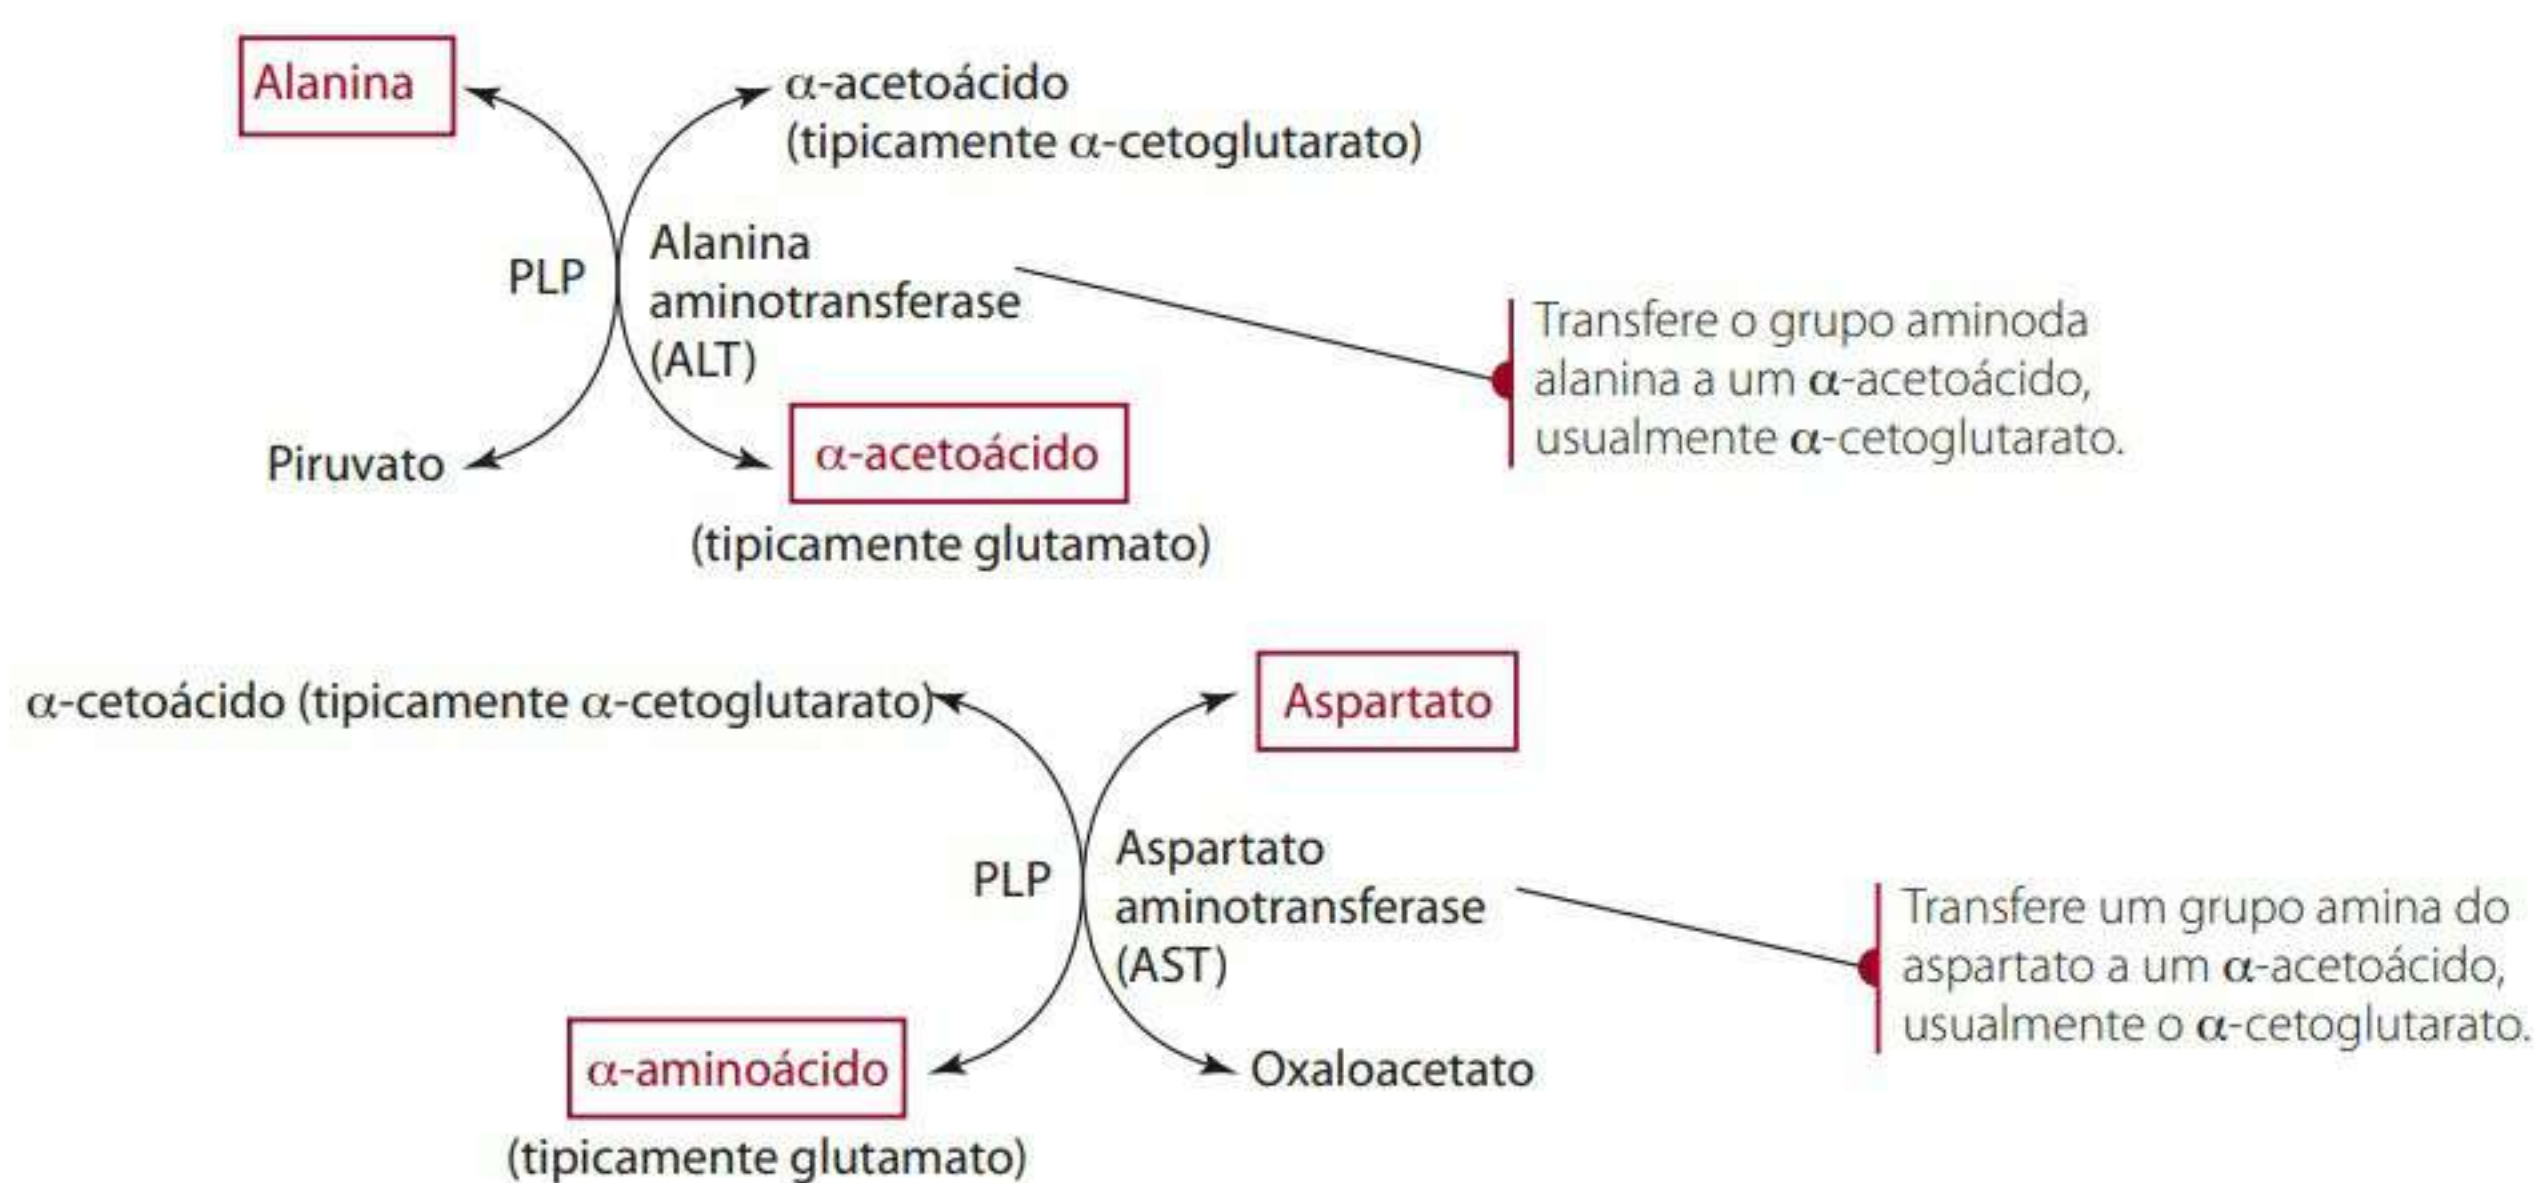 Alanina
α-acetoácido
(tipicamente α-cetoglutarato)
PLP
Alanina
aminotransferase
(ALT)
Transfere o grupo aminoda
alanina a um α-acetoácido,
usualmente α-cetoglutarato.
Piruvato
α-acetoácido
(tipicamente glutamato)
α-cetoácido (tipicamente α-cetoglutarato)
Aspartato
PLP
Aspartato
aminotransferase
(AST)
Transfere um grupo amina do
aspartato a um α-acetoácido,
usualmente o α-cetoglutarato.
α-aminoácido
(tipicamente glutamato)
Oxaloacetato